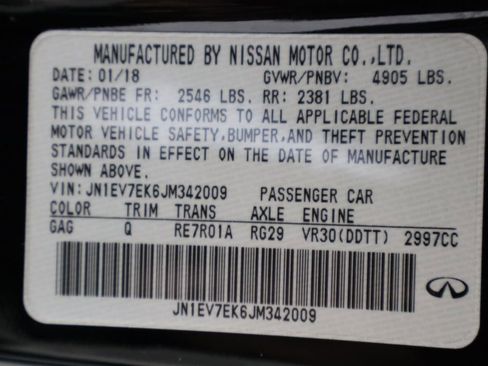 MANUFACTURED BY NISSAN MOTOR CO.,LTD.
DATE: 01/18 GVWR/PNBV: 4905 LBS.
GAWR/PNBE FR: 2546 LBS. RR: 2381 LBS.
THIS VEHICLE CONFORMS TO ALL APPLICABLE FEDERAL
MOTOR VEHICLE SAFETY,BUMPER,AND THEFT PREVENTION
STANDARDS IN EFFECT ON THE DATE OF MANUFACTURE
SHOWN ABOVE.
VIN: JN1EV7EK6JM342009 PASSENGER CAR
COLOR TRIM TRANS AXLE ENGINE
GAG Q RE7R01A RG29 VR30(DDTT) 2997CC
JN1EV7EK6JM342009